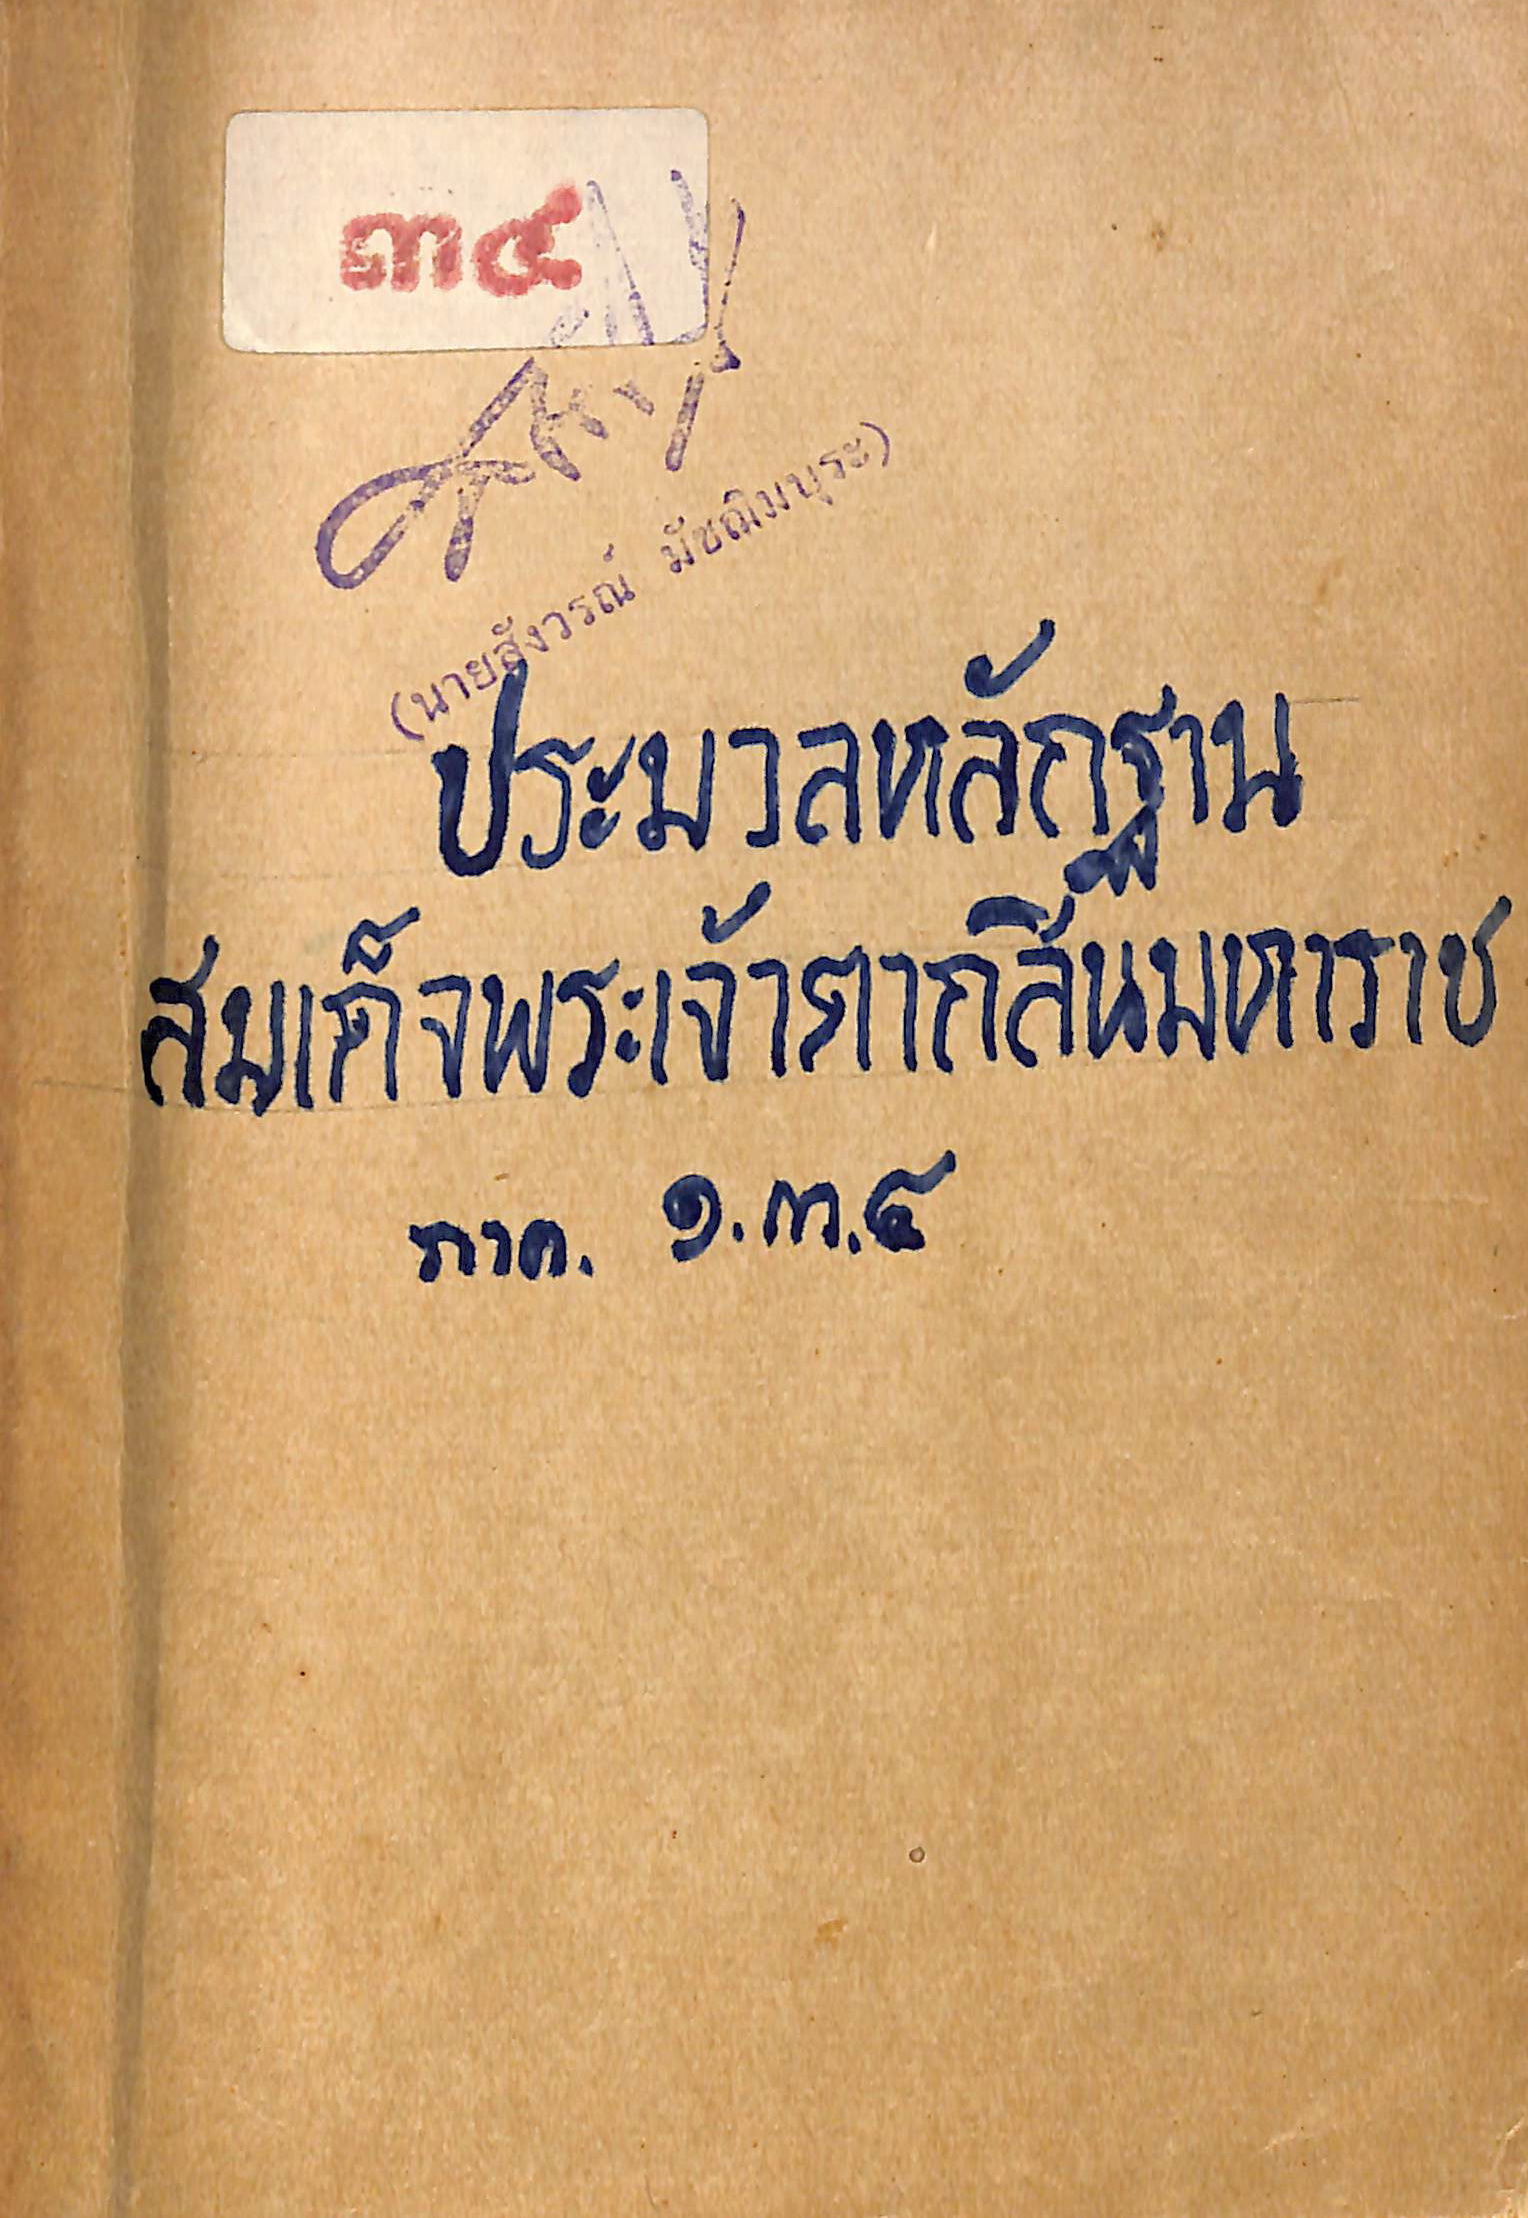 ๓๔
(นายสังวรณ์ มัชฌิมบุระ)
ประมวลหลักฐาน
สมเด็จพระเจ้าตากสินมหาราช
ภาค. ๑.๓.๔